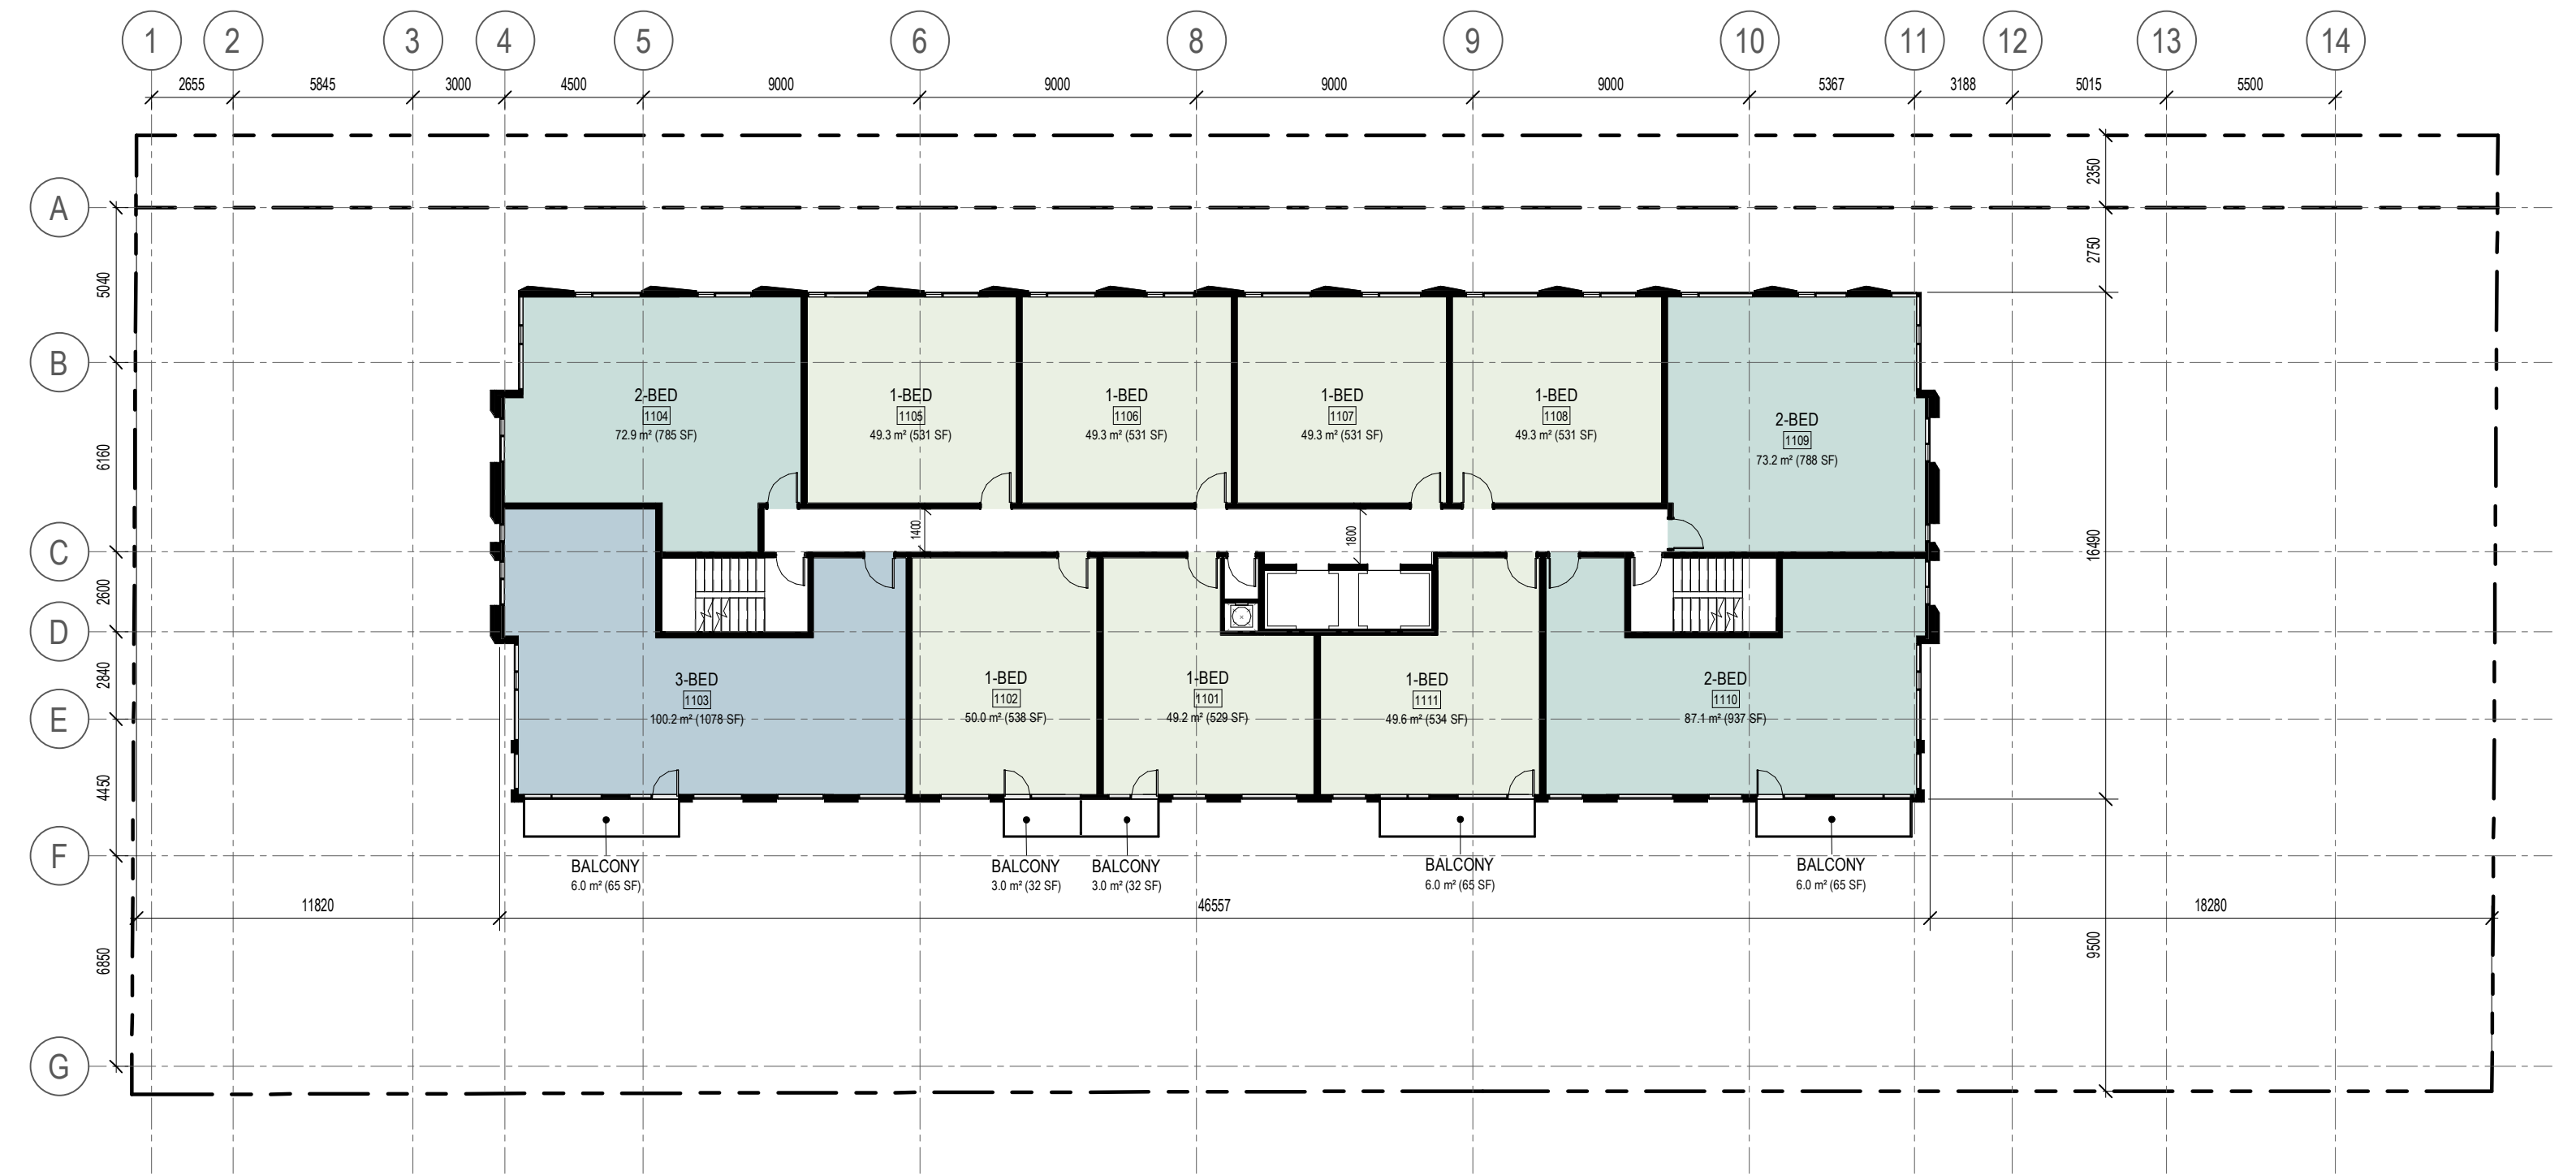 1 2 3 4 5 6 8 9 10 11 12 13 14
2655 5845 3000 4500 9000 9000 9000 9000 5367 3188 5015 5500
A
B
C
D
E
F
G
5040
6160
2600
2840
4450
6850
2350
2750
16490
9500
2-BED
1104
72.9 m² (785 SF)
1-BED
1105
49.3 m² (531 SF)
1-BED
1106
49.3 m² (531 SF)
1-BED
1107
49.3 m² (531 SF)
1-BED
1108
49.3 m² (531 SF)
2-BED
1109
73.2 m² (788 SF)
1400
1800
3-BED
1103
100.2 m² (1078 SF)
1-BED
1102
50.0 m² (538 SF)
1-BED
1101
49.2 m² (529 SF)
1-BED
1111
49.6 m² (534 SF)
2-BED
1110
87.1 m² (937 SF)
BALCONY
6.0 m² (65 SF)
BALCONY
3.0 m² (32 SF)
BALCONY
3.0 m² (32 SF)
BALCONY
6.0 m² (65 SF)
BALCONY
6.0 m² (65 SF)
11820 46557 18280